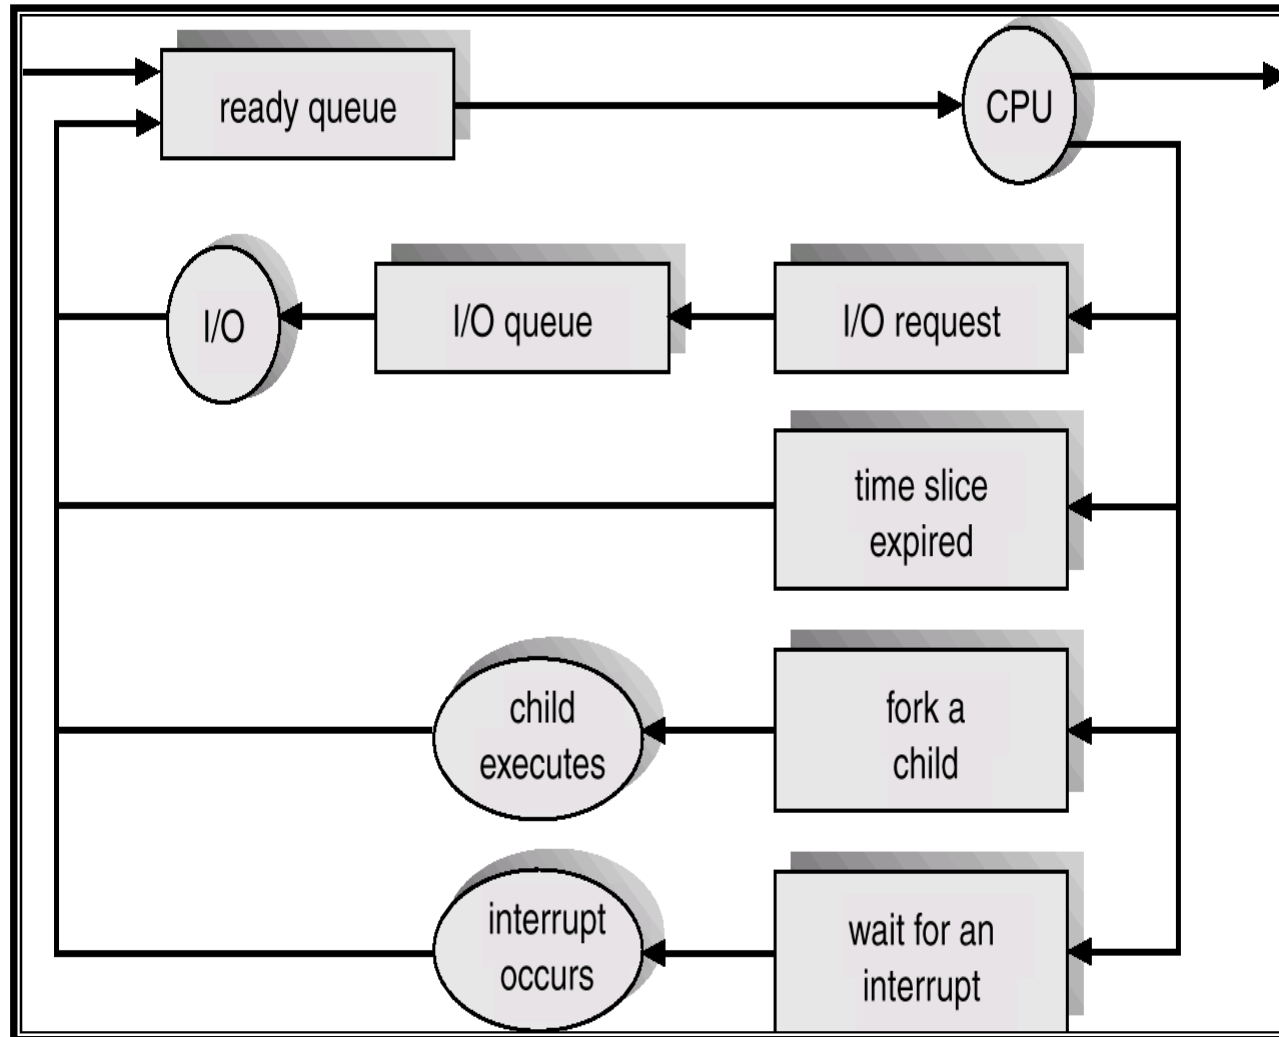 ready queue
CPU
I/O
I/O queue
I/O request
time slice
expired
child
executes
fork a
child
interrupt
occurs
wait for an
interrupt